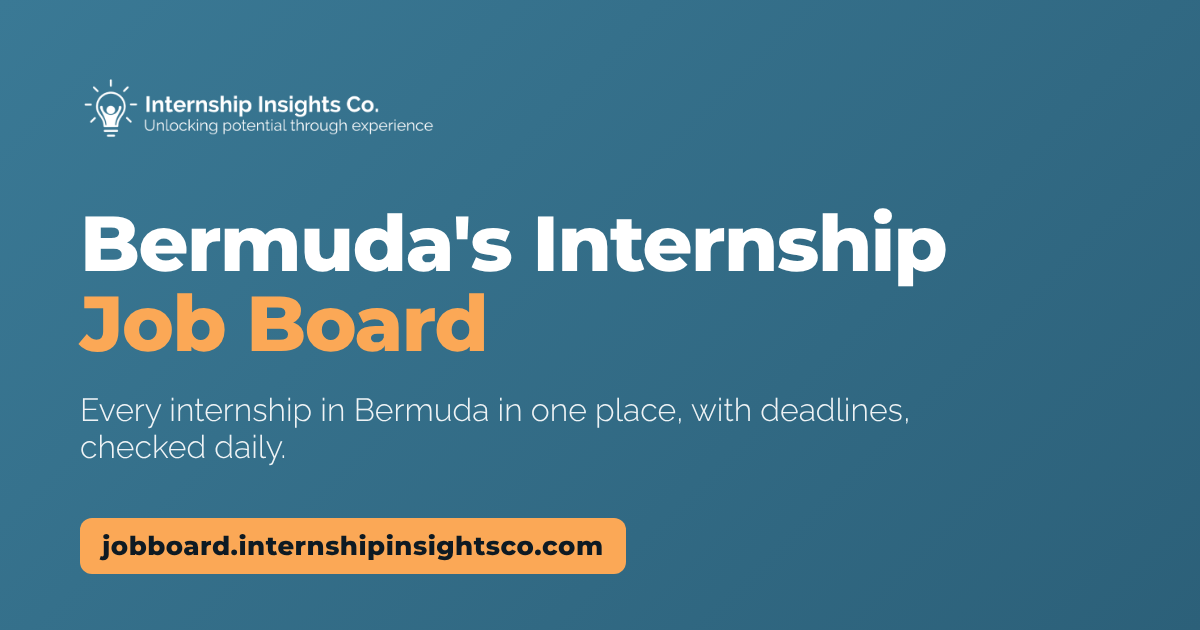 Internship Insights Co.
Unlocking potential through experience
Bermuda's Internship
Job Board
Every internship in Bermuda in one place, with deadlines,
checked daily.
jobboard.internshipinsightsco.com